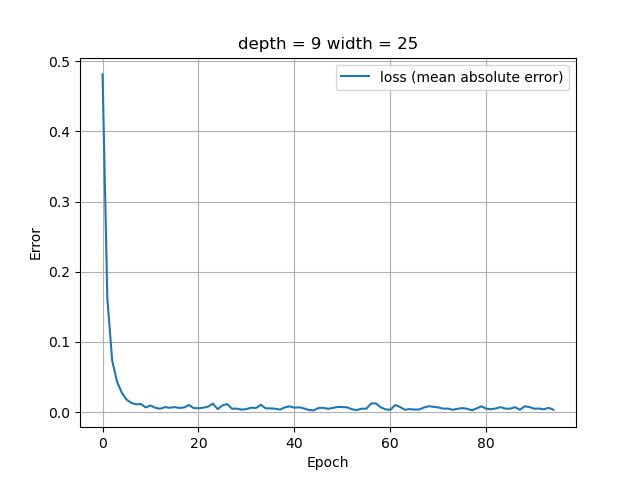 depth = 9 width = 25
loss (mean absolute error)
0.5
0.4
0.3
0.2
0.1
0.0
Error
0 20 40 60 80
Epoch